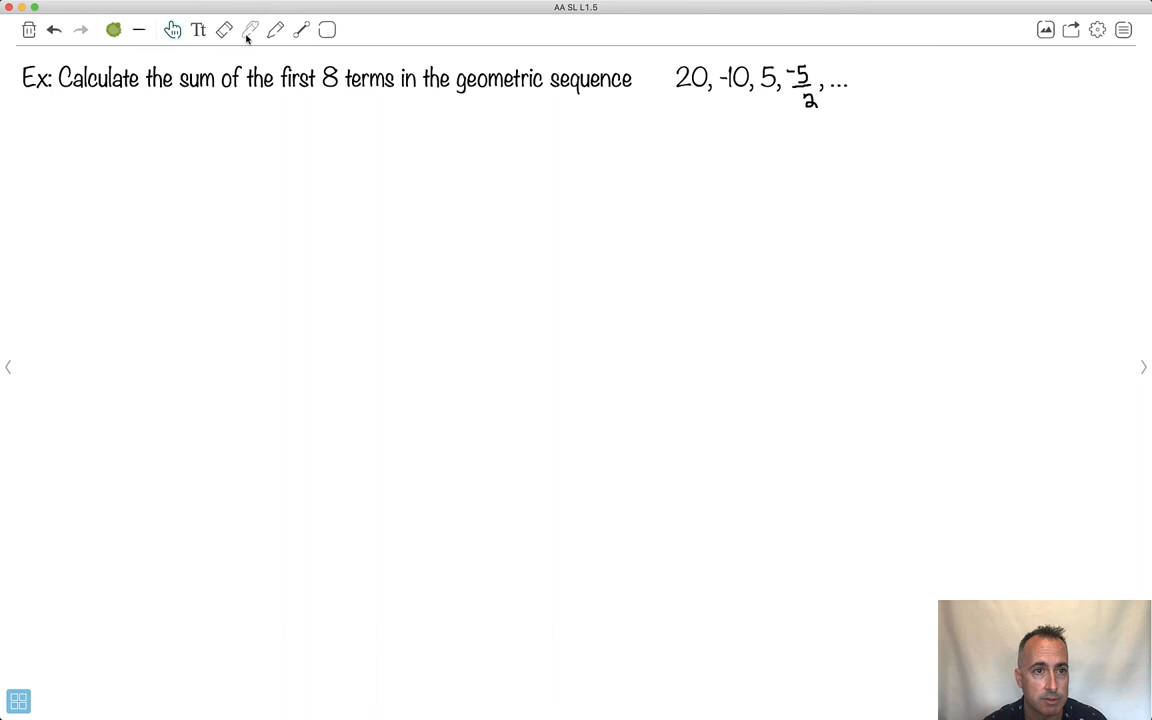 AA SL L1.5
Tt
Ex: Calculate the sum of the first 8 terms in the geometric sequence 20, -10, 5, -5/2, ...